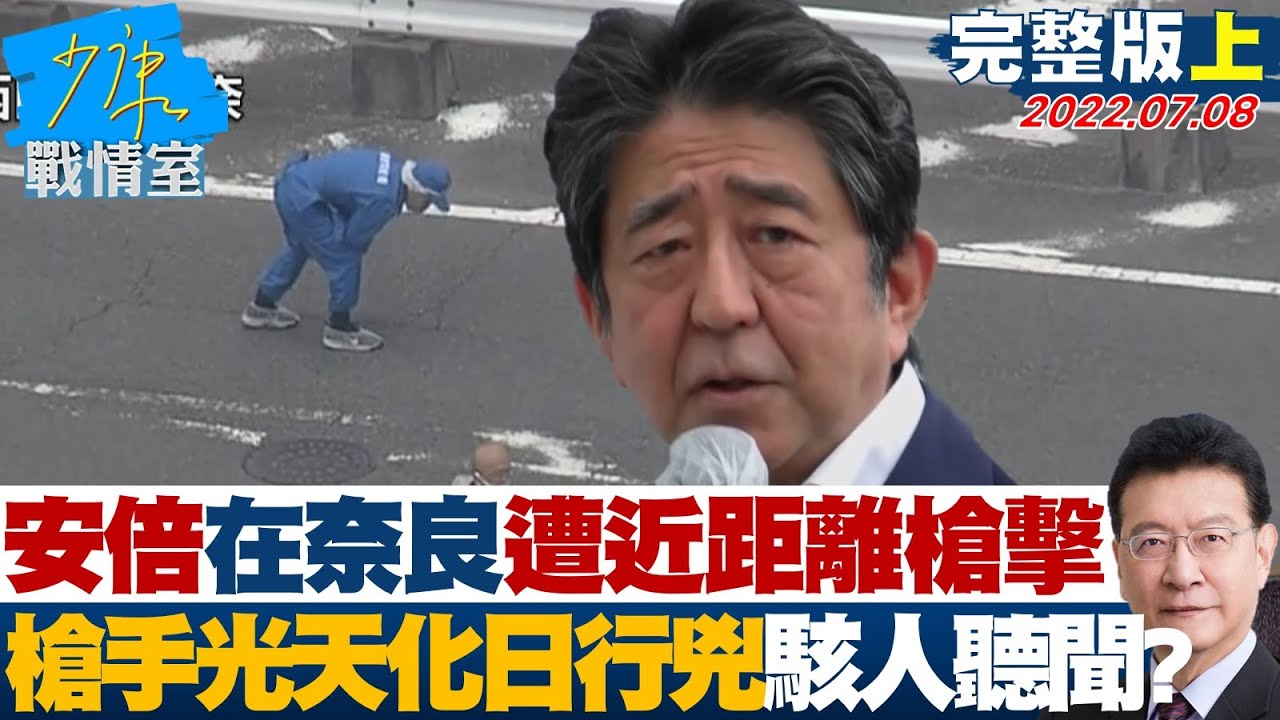 少康
戰情室
完整版上
2022.07.08
安倍在奈良遭近距離槍擊
槍手光天化日行兇駭人聽聞?